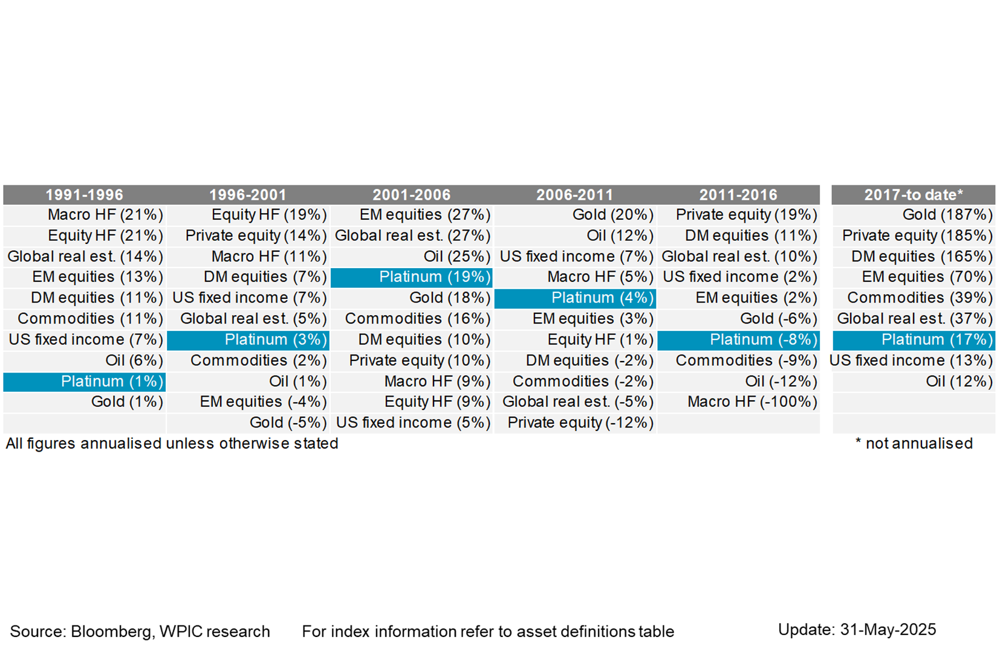 1991-1996 1996-2001 2001-2006 2006-2011 2011-2016 2017-to date*
Macro HF (21%) Equity HF (19%) EM equities (27%) Gold (20%) Private equity (19%) Gold (187%)
Equity HF (21%) Private equity (14%) Global real est. (27%) Oil (12%) DM equities (11%) Private equity (185%)
Global real est. (14%) Macro HF (11%) Oil (25%) US fixed income (7%) Global real est. (10%) DM equities (165%)
EM equities (13%) DM equities (7%) Platinum (19%) Macro HF (5%) US fixed income (2%) EM equities (70%)
DM equities (11%) US fixed income (7%) Gold (18%) Platinum (4%) EM equities (2%) Commodities (39%)
Commodities (11%) Global real est. (5%) Commodities (16%) EM equities (3%) Gold (-6%) Global real est. (37%)
US fixed income (7%) Platinum (3%) DM equities (10%) Equity HF (1%) Platinum (-8%) Platinum (17%)
Oil (6%) Commodities (2%) Private equity (10%) DM equities (-2%) Commodities (-9%) US fixed income (13%)
Platinum (1%) Oil (1%) Macro HF (9%) Commodities (-2%) Oil (-12%) Oil (12%)
Gold (1%) EM equities (-4%) Equity HF (9%) Global real est. (-5%) Macro HF (-100%)
Gold (-5%) US fixed income (5%) Private equity (-12%)
All figures annualised unless otherwise stated * not annualised
Source: Bloomberg, WPIC research For index information refer to asset definitions table Update: 31-May-2025